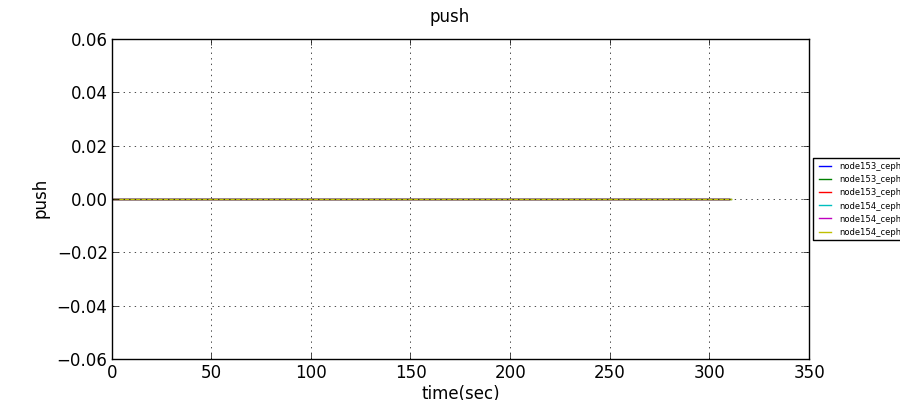 push
0.06
0.04
0.02
0.00
−0.02
−0.04
−0.06
push
0 50 100 150 200 250 300 350
time(sec)
node153_ceph
node153_ceph
node153_ceph
node154_ceph
node154_ceph
node154_ceph